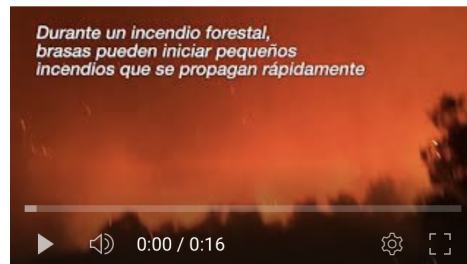 Durante un incendio forestal,
brasas pueden iniciar pequeños
incendios que se propagan rápidamente
0:00 / 0:16